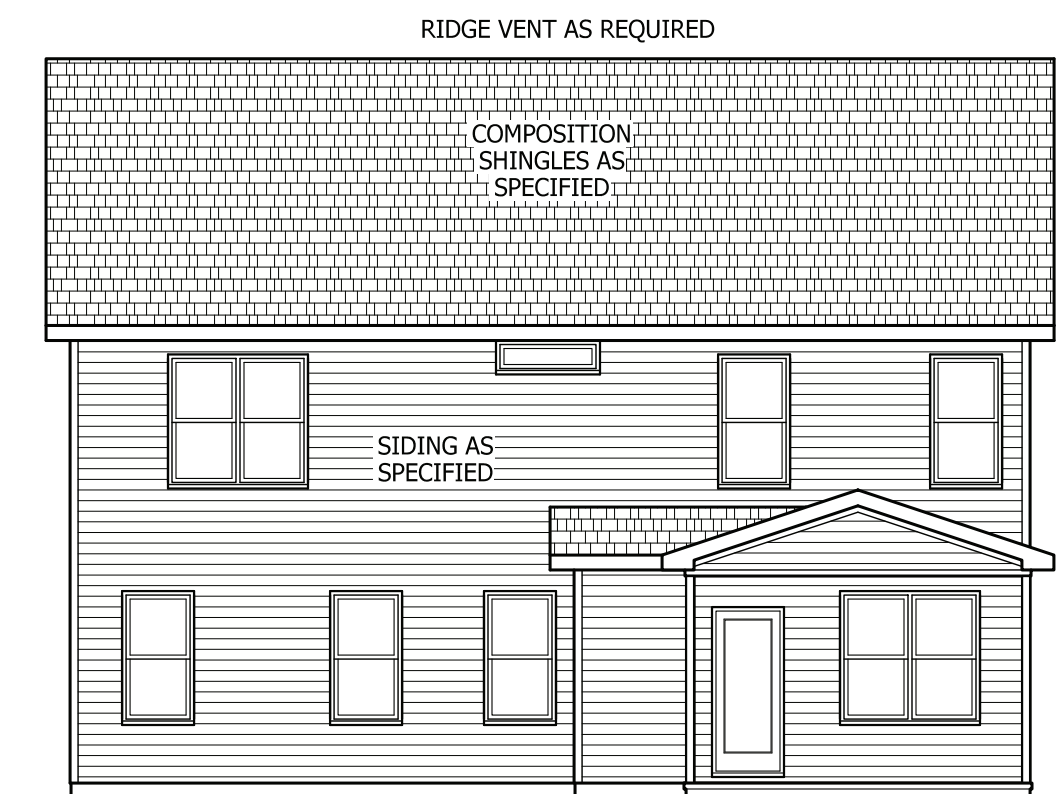 RIDGE VENT AS REQUIRED
COMPOSITION
SHINGLES AS
SPECIFIED
SIDING AS
SPECIFIED